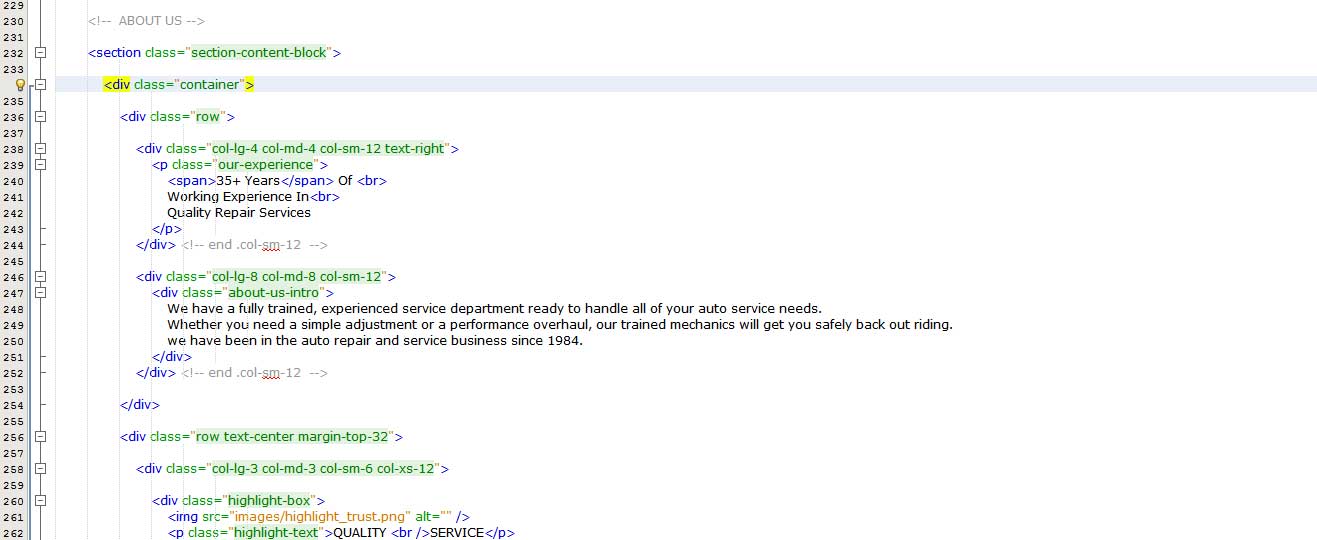 229
230 <!-- ABOUT US -->
231
232 <section class="section-content-block">
233
<div class="container">
235
236 <div class="row">
237
238 <div class="col-lg-4 col-md-4 col-sm-12 text-right">
239 <p class="our-experience">
240 <span>35+ Years</span> Of <br>
241 Working Experience In<br>
242 Quality Repair Services
243 </p>
244 </div> <!-- end .col-sm-12  -->
245
246 <div class="col-lg-8 col-md-8 col-sm-12">
247 <div class="about-us-intro">
248 We have a fully trained, experienced service department ready to handle all of your auto service needs.
249 Whether you need a simple adjustment or a performance overhaul, our trained mechanics will get you safely back out riding.
250 we have been in the auto repair and service business since 1984.
251 </div>
252 </div> <!-- end .col-sm-12  -->
253
254 </div>
255
256 <div class="row text-center margin-top-32">
257
258 <div class="col-lg-3 col-md-3 col-sm-6 col-xs-12">
259
260 <div class="highlight-box">
261 <img src="images/highlight_trust.png" alt="" />
262 <p class="highlight-text">QUALITY <br />SERVICE</p>